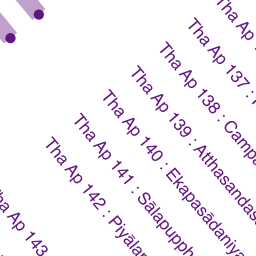 Tha Ap
Tha Ap 137 :
Tha Ap 138 : Campa
Tha Ap 139 : Atthasandas
Tha Ap 140 : Ekapasādaniya
Tha Ap 141 : Sālapupph
Tha Ap 142 : Piyālar
Tha Ap 143